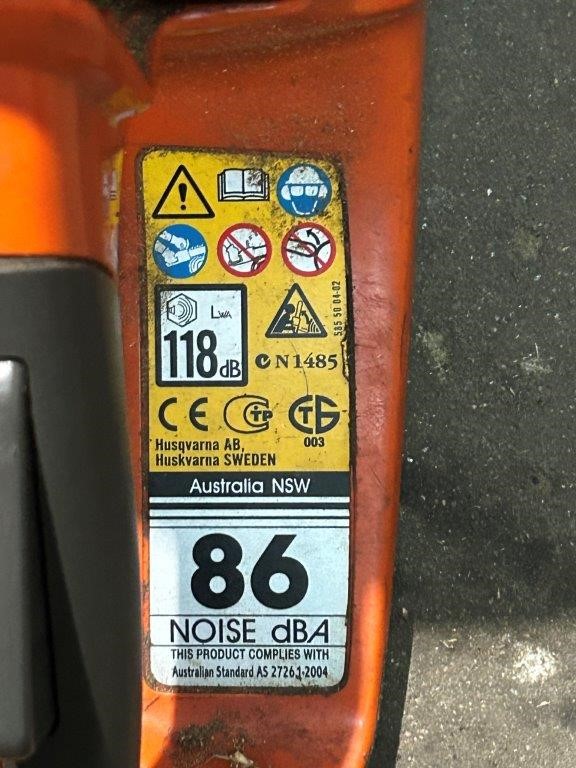 LWA
118dB
N1485
585 50 04-02
CE
003
Husqvarna AB,
Huskvarna SWEDEN
Australia NSW
86
NOISE dBA
THIS PRODUCT COMPLIES WITH
Australian Standard AS 2726.1-2004